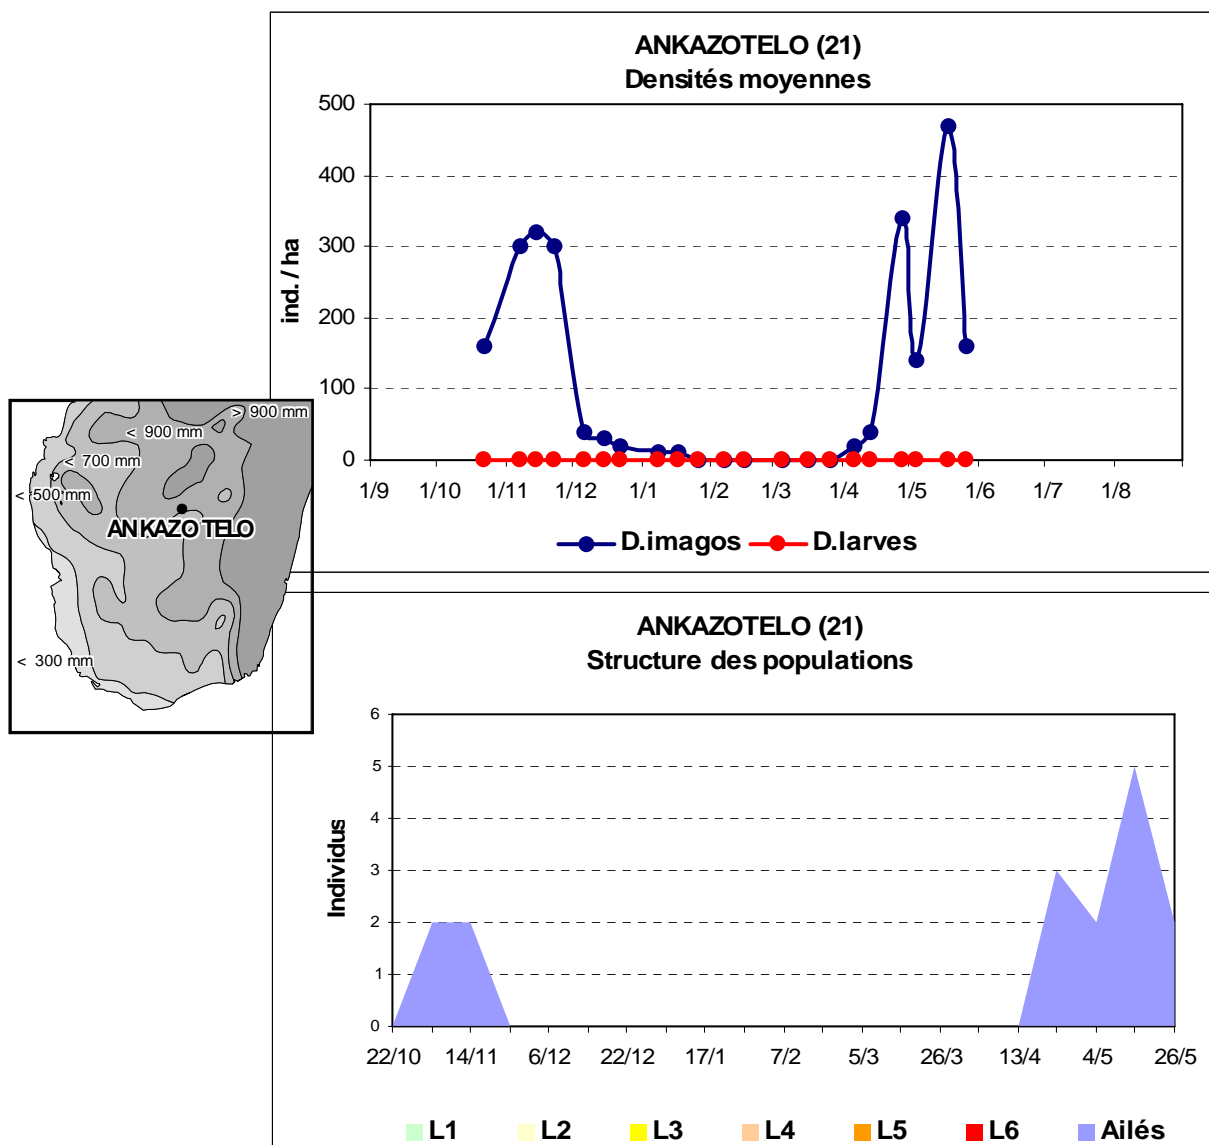 ANKAZOTELO (21)
Densités moyennes
500
400
300
200
100
0
ind. / ha
1/9 1/10 1/11 1/12 1/1 1/2 1/3 1/4 1/5 1/6 1/7 1/8
D.imagos D.larves
> 900 mm
< 900 mm
< 700 mm
< 500 mm
ANKAZOTELO
< 300 mm
ANKAZOTELO (21)
Structure des populations
6
5
4
3
2
1
0
Individus
22/10 14/11 6/12 22/12 17/1 7/2 5/3 26/3 13/4 4/5 26/5
L1 L2 L3 L4 L5 L6 Ailés